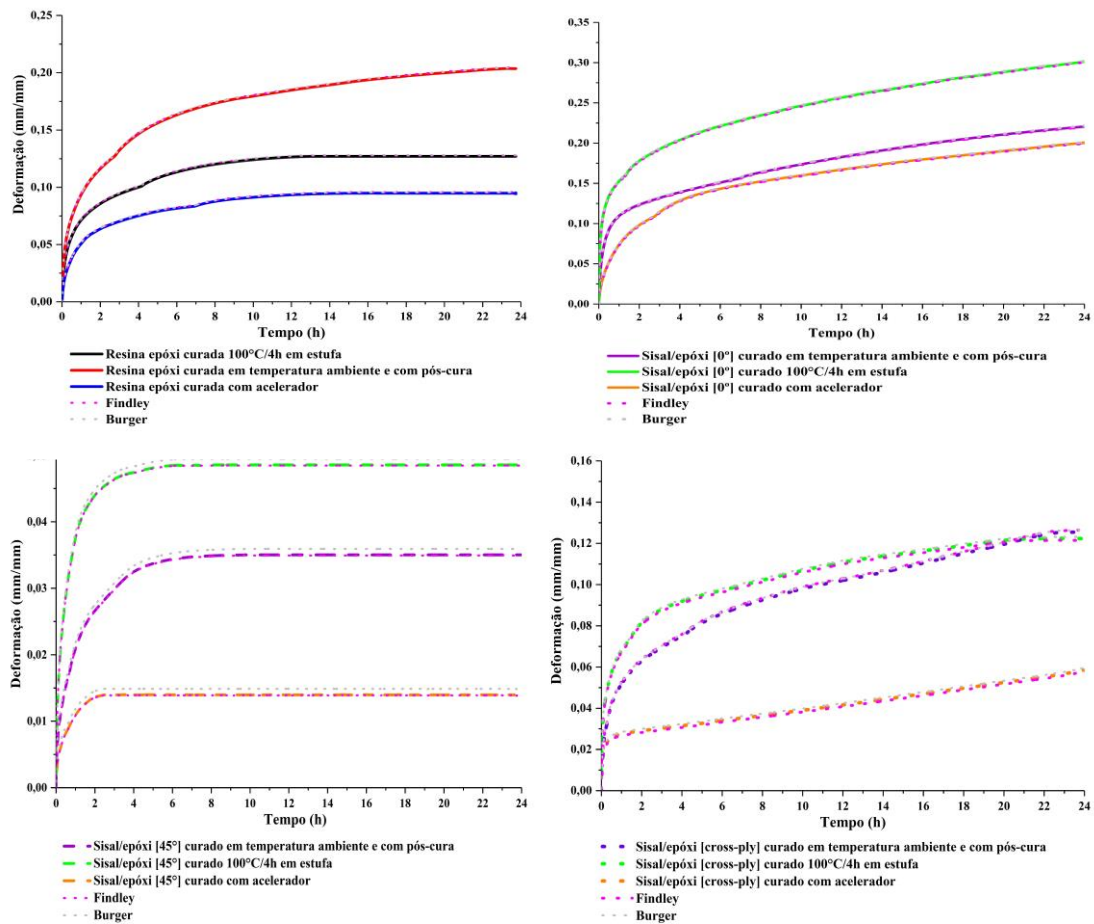 0,25
0,20
0,15
0,10
0,05
0,00
Deformação (mm/mm)
0 2 4 6 8 10 12 14 16 18 20 22 24
Tempo (h)
Resina epóxi curada 100°C/4h em estufa
Resina epóxi curada em temperatura ambiente e com pós-cura
Resina epóxi curada com acelerador
Findley
Burger
0,35
0,30
0,25
0,20
0,15
0,10
0,05
0,00
Deformação (mm/mm)
0 2 4 6 8 10 12 14 16 18 20 22 24
Tempo (h)
Sisal/epóxi [0º] curado em temperatura ambiente e com pós-cura
Sisal/epóxi [0º] curado 100°C/4h em estufa
Sisal/epóxi [0º] curado com acelerador
Findley
Burger
0,04
0,03
0,02
0,01
0,00
Deformação (mm/mm)
0 2 4 6 8 10 12 14 16 18 20 22 24
Tempo (h)
Sisal/epóxi [45°] curado em temperatura ambiente e com pós-cura
Sisal/epóxi [45°] curado 100°C/4h em estufa
Sisal/epóxi [45°] curado com acelerador
Findley
Burger
0,16
0,14
0,12
0,10
0,08
0,06
0,04
0,02
0,00
Deformação (mm/mm)
0 2 4 6 8 10 12 14 16 18 20 22 24
Tempo (h)
Sisal/epóxi [cross-ply] curado em temperatura ambiente e com pós-cura
Sisal/epóxi [cross-ply] curado 100°C/4h em estufa
Sisal/epóxi [cross-ply] curado com acelerador
Findley
Burger